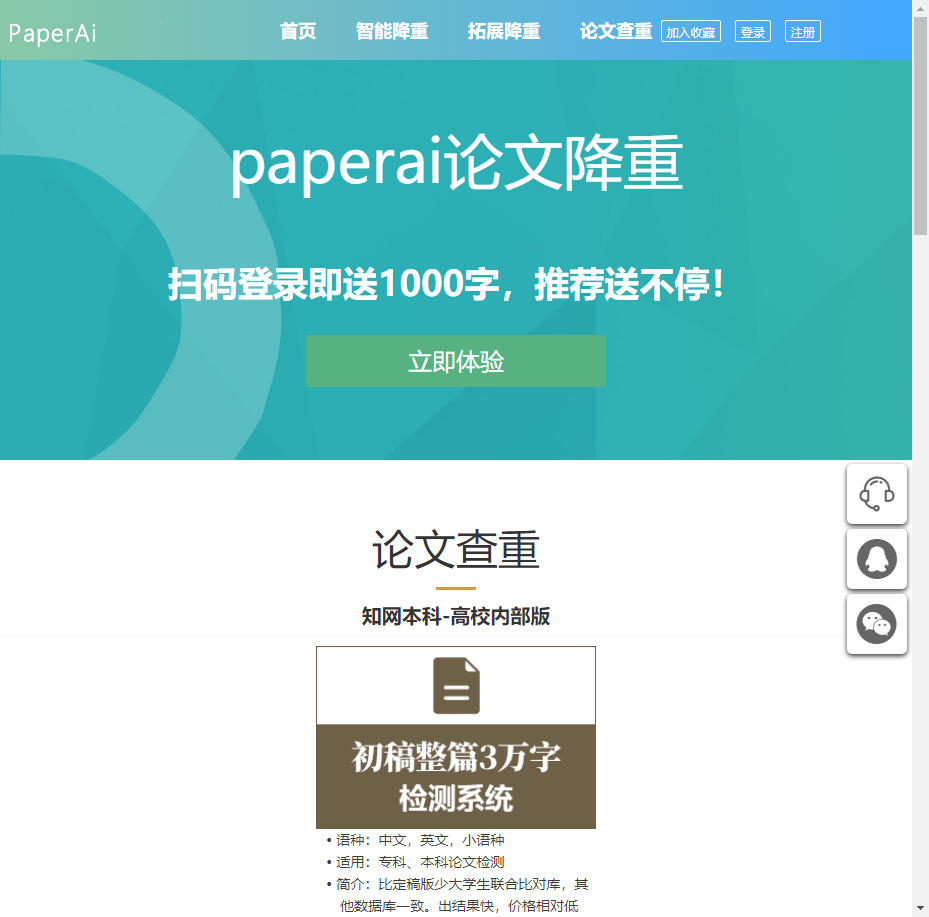 PaperAi
首页 智能降重 拓展降重 论文查重 加入收藏 登录 注册
paperai论文降重
扫码登录即送1000字，推荐送不停！
立即体验
论文查重
知网本科-高校内部版
初稿整篇3万字
检测系统
• 语种：中文，英文，小语种
• 适用：专科、本科论文检测
• 简介：比定稿版少大学生联合比对库，其
他数据库一致。出结果快，价格相对低